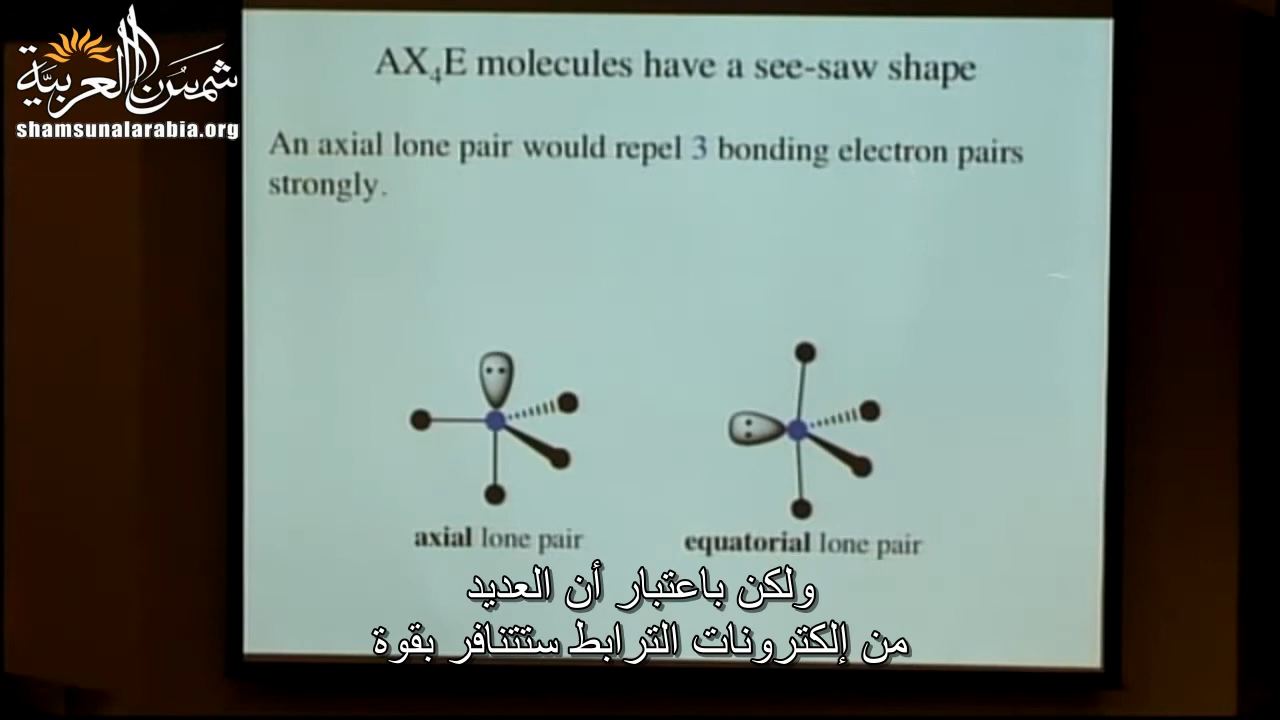 شمس العربية
shamsunalarabia.org
AX₄E molecules have a see-saw shape
An axial lone pair would repel 3 bonding electron pairs
strongly.
axial lone pair
equatorial lone pair
ولكن باعتبار أن العديد
من إلكترونات الترابط ستتنافر بقوة